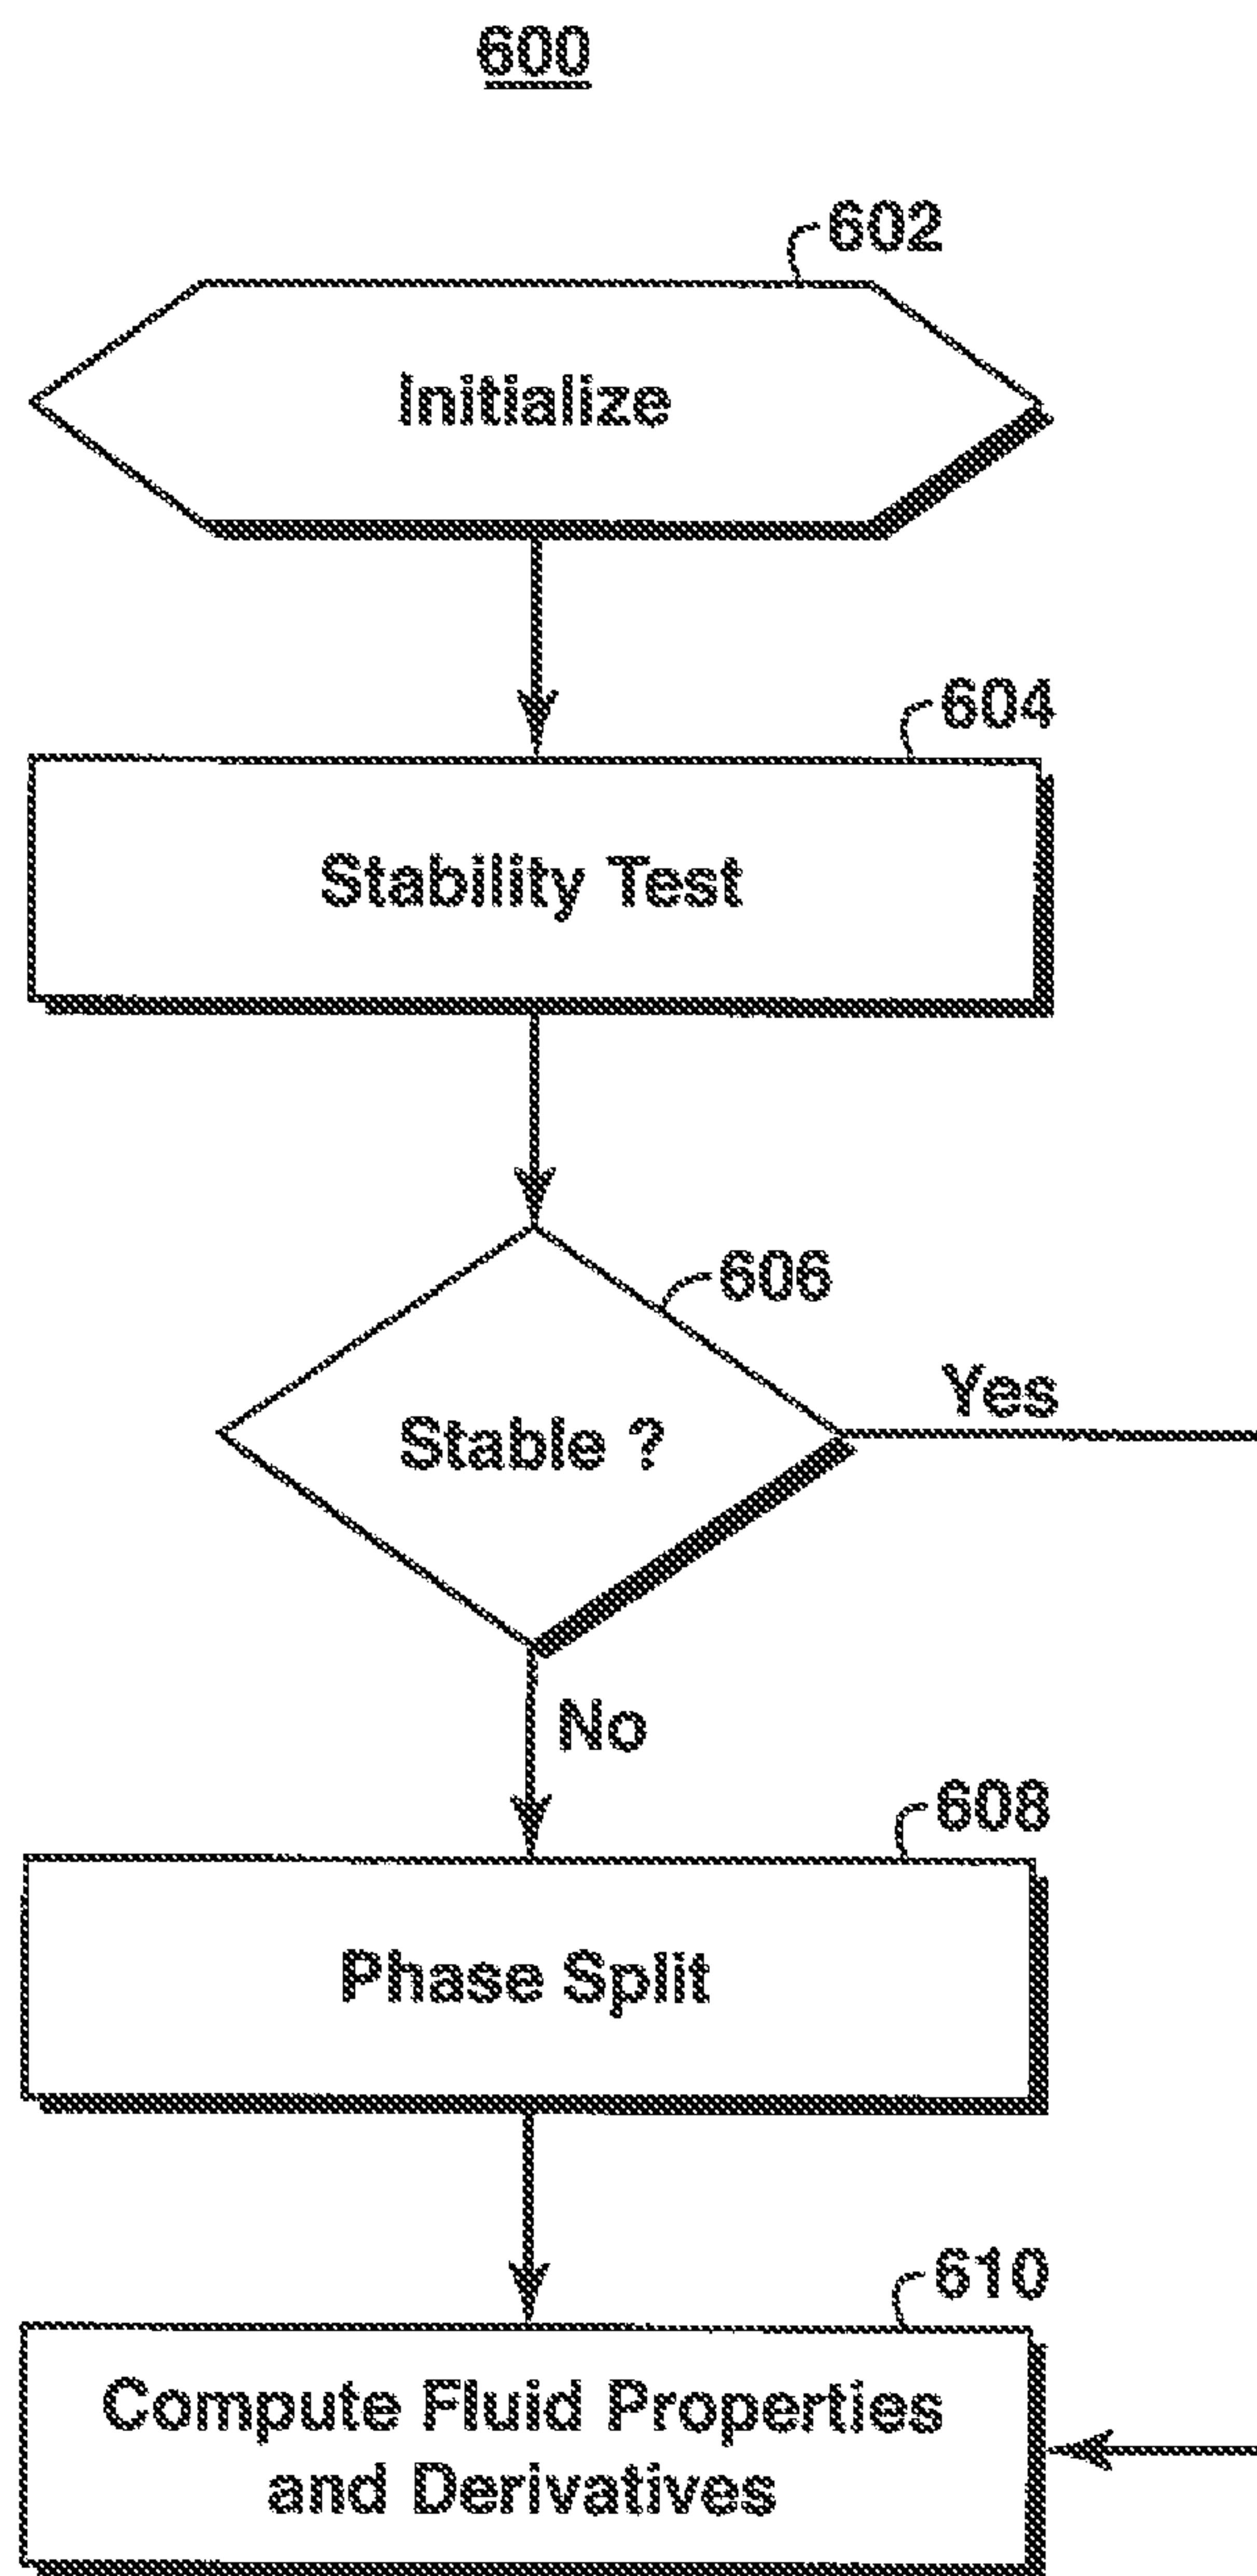 600
602
Initialize
604
Stability Test
606
Yes
Stable ?
No
608
Phase Split
610
Compute Fluid Properties
and Derivatives